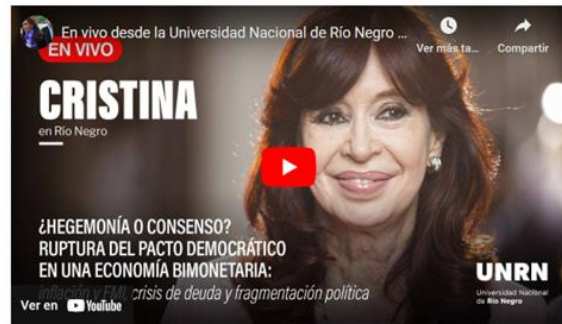 En vivo desde la Universidad Nacional de Río Negro ...
Ver más ta...
Compartir
EN VIVO
CRISTINA
en Río Negro
¿HEGEMONÍA O CONSENSO?
RUPTURA DEL PACTO DEMOCRÁTICO
EN UNA ECONOMÍA BIMONETARIA:
inflación y FMI, crisis de deuda y fragmentación política
UNRN
Universidad Nacional
de Río Negro
Ver en YouTube